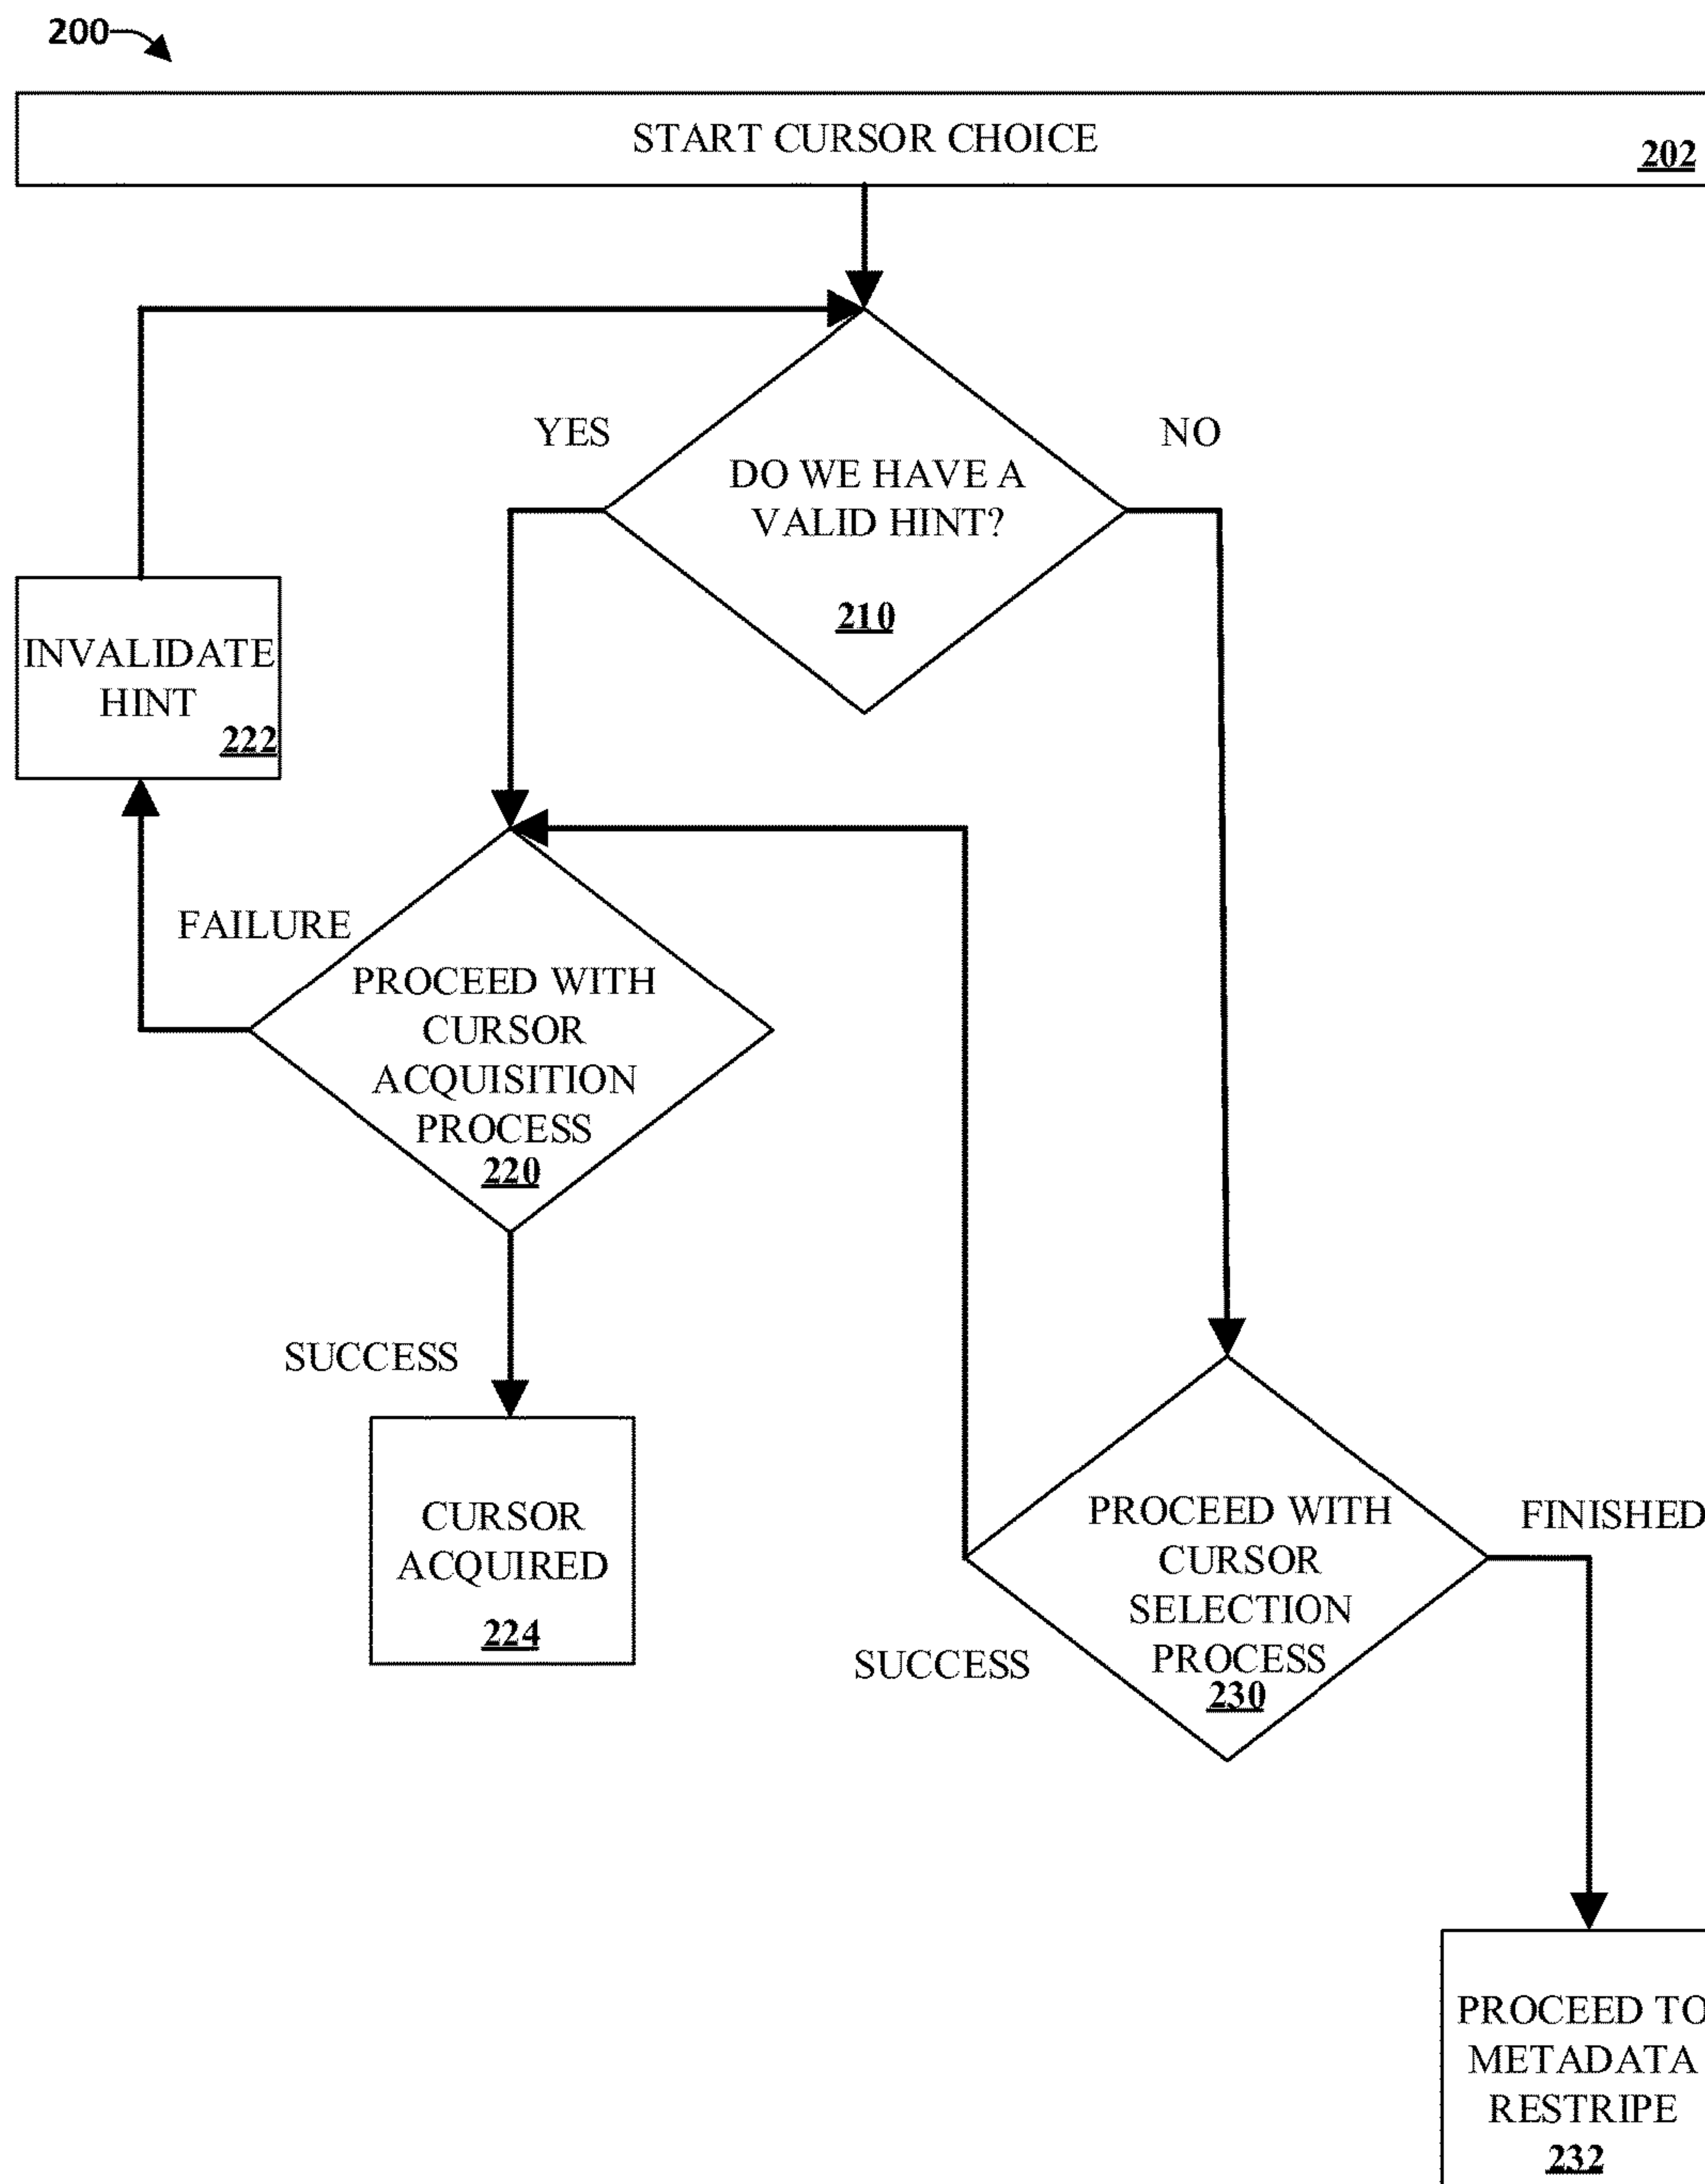 200
START CURSOR CHOICE
202
YES
NO
DO WE HAVE A
VALID HINT?
210
INVALIDATE
HINT
222
FAILURE
PROCEED WITH
CURSOR
ACQUISITION
PROCESS
220
SUCCESS
CURSOR
ACQUIRED
224
PROCEED WITH
CURSOR
SELECTION
PROCESS
230
FINISHED
SUCCESS
PROCEED TO
METADATA
RESTRIPE
232